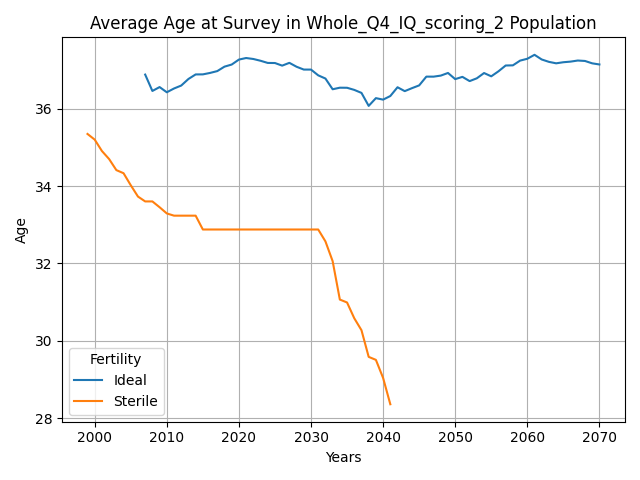 Average Age at Survey in Whole_Q4_IQ_scoring_2 Population
Age
36
34
32
30
28
Fertility
Ideal
Sterile
2000 2010 2020 2030 2040 2050 2060 2070
Years